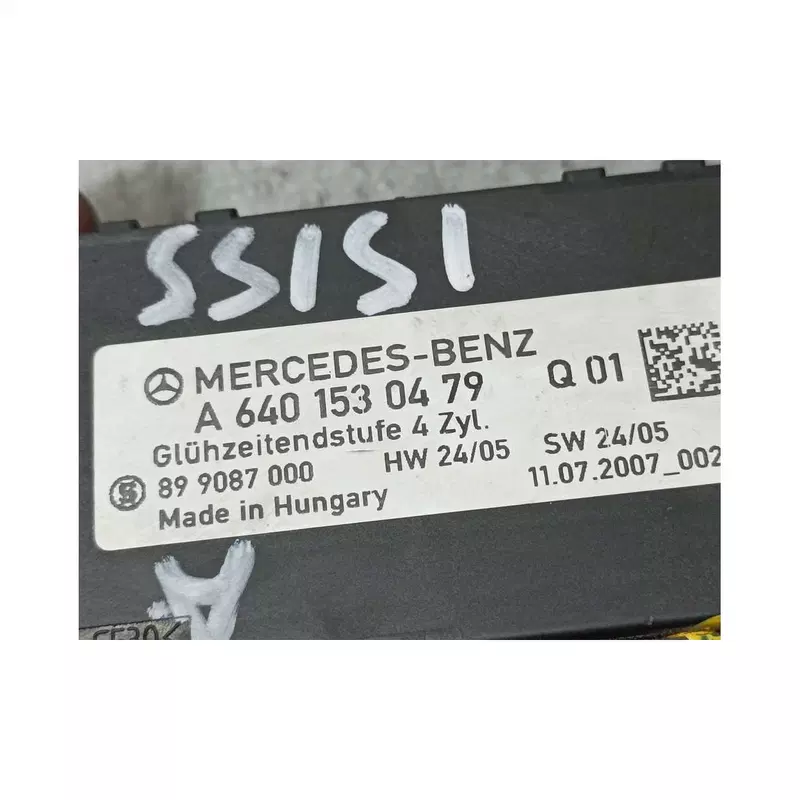 SSISI
MERCEDES-BENZ
A 640 153 04 79 Q 01
Glühzeitendstufe 4 Zyl.
HW 24/05 SW 24/05
89 9087 000
11.07.2007_002
Made in Hungary
A